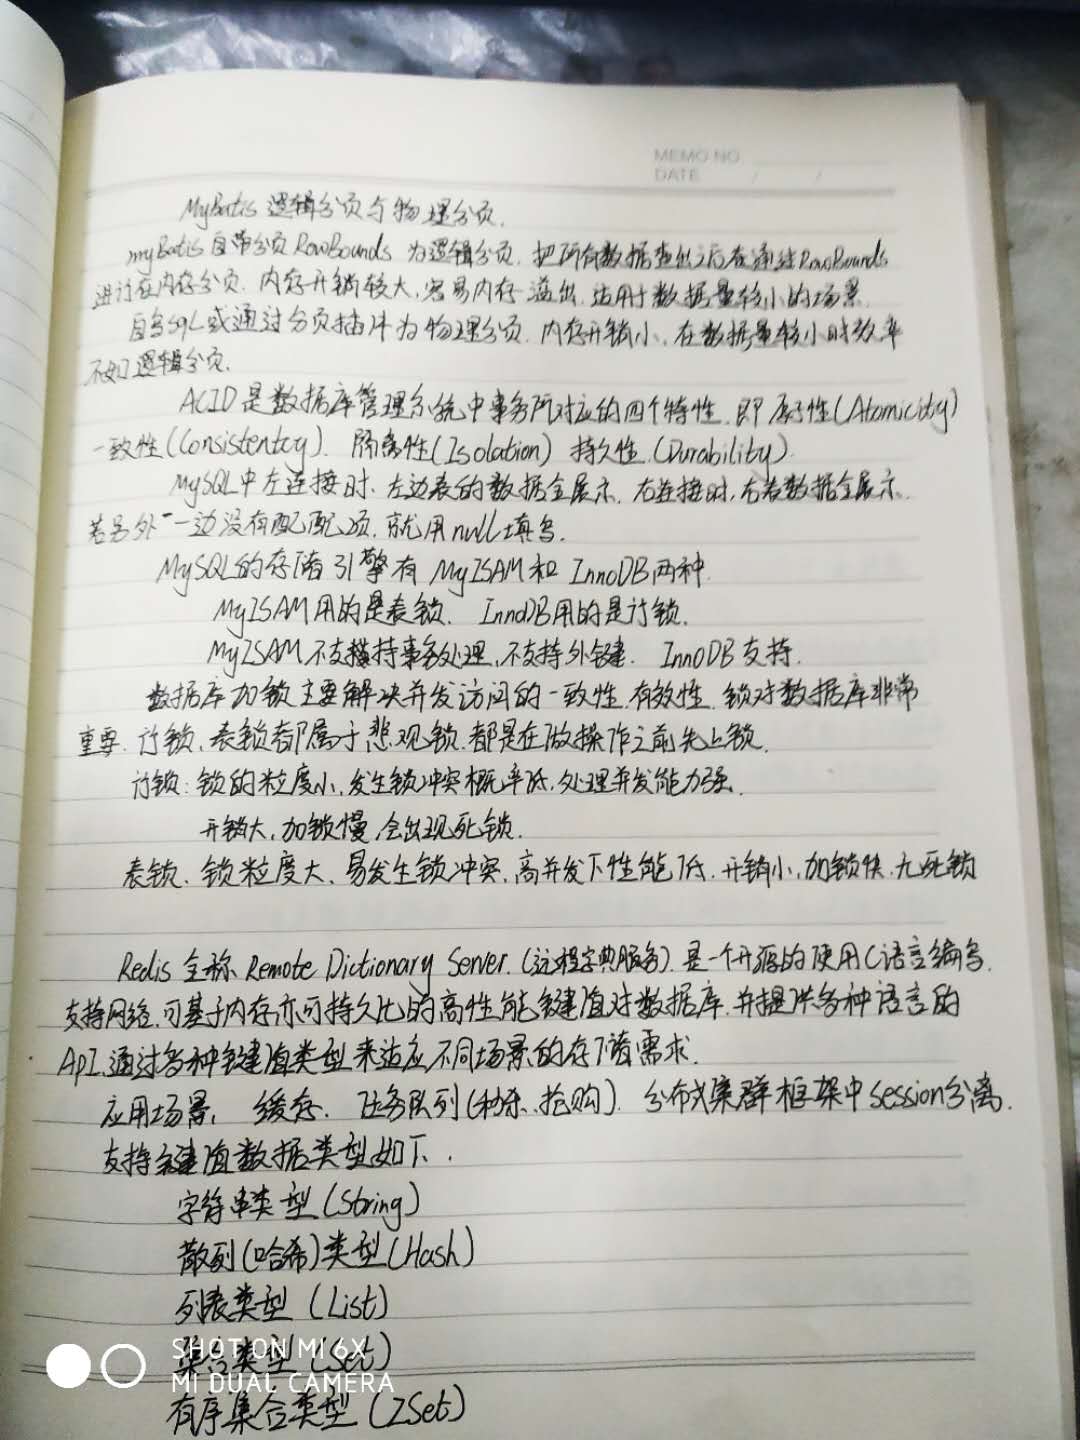 MEMO NO
DATE / /
MyBatis 逻辑分页与物理分页.
myBatis自带分页RowBounds 为逻辑分页. 把所有数据查出之后在通过RowBounds
进行在内存分页. 内存开销较大,容易内存溢出. 适用于数据量较小的场景.
自写SQL或通过分页插件为物理分页. 内存开销小, 在数据量较小时效率
不如逻辑分页.
ACID是数据库管理系统中事务所对应的四个特性. 即 原子性(Atomicity)
一致性(Consistentcy). 隔离性(Isolation) 持久性(Durability)
MySQL中左连接时. 左边表的数据全展示. 右连接时,右表数据全展示.
若另外一边没有匹配项. 就用null填写.
MySQL的存储引擎有 MyISAM和 InnoDB两种.
MyISAM用的是表锁. InnoDB用的是行锁.
MyISAM不支持事务处理,不支持外键. InnoDB支持.
数据库加锁主要解决并发访问的一致性. 有效性. 锁对数据库非常
重要. 行锁、表锁都属于悲观锁.都是在做操作之前先上锁.
行锁: 锁的粒度小,发生锁冲突概率低,处理并发能力强.
开销大,加锁慢,会出现死锁.
表锁. 锁粒度大、易发生锁冲突,高并发下性能低. 开销小,加锁快.无死锁
Redis 全称 Remote Dictionary Server.(远程字典服务). 是一个开源的使用C语言编写.
支持网络.可基于内存亦可持久化的高性能键值对数据库.并提供多种语言的
API.通过多种键值类型来适应不同场景的存储需求.
应用场景, 缓存. 任务队列(秒杀、抢购). 分布式集群框架中session分离.
支持键值数据类型如下.
字符串类型(String)
散列(哈希)类型(Hash)
列表类型 (List)
集合类型 (Set)
有序集合类型 (ZSet)
SHOT ON MI 6X
MI DUAL CAMERA